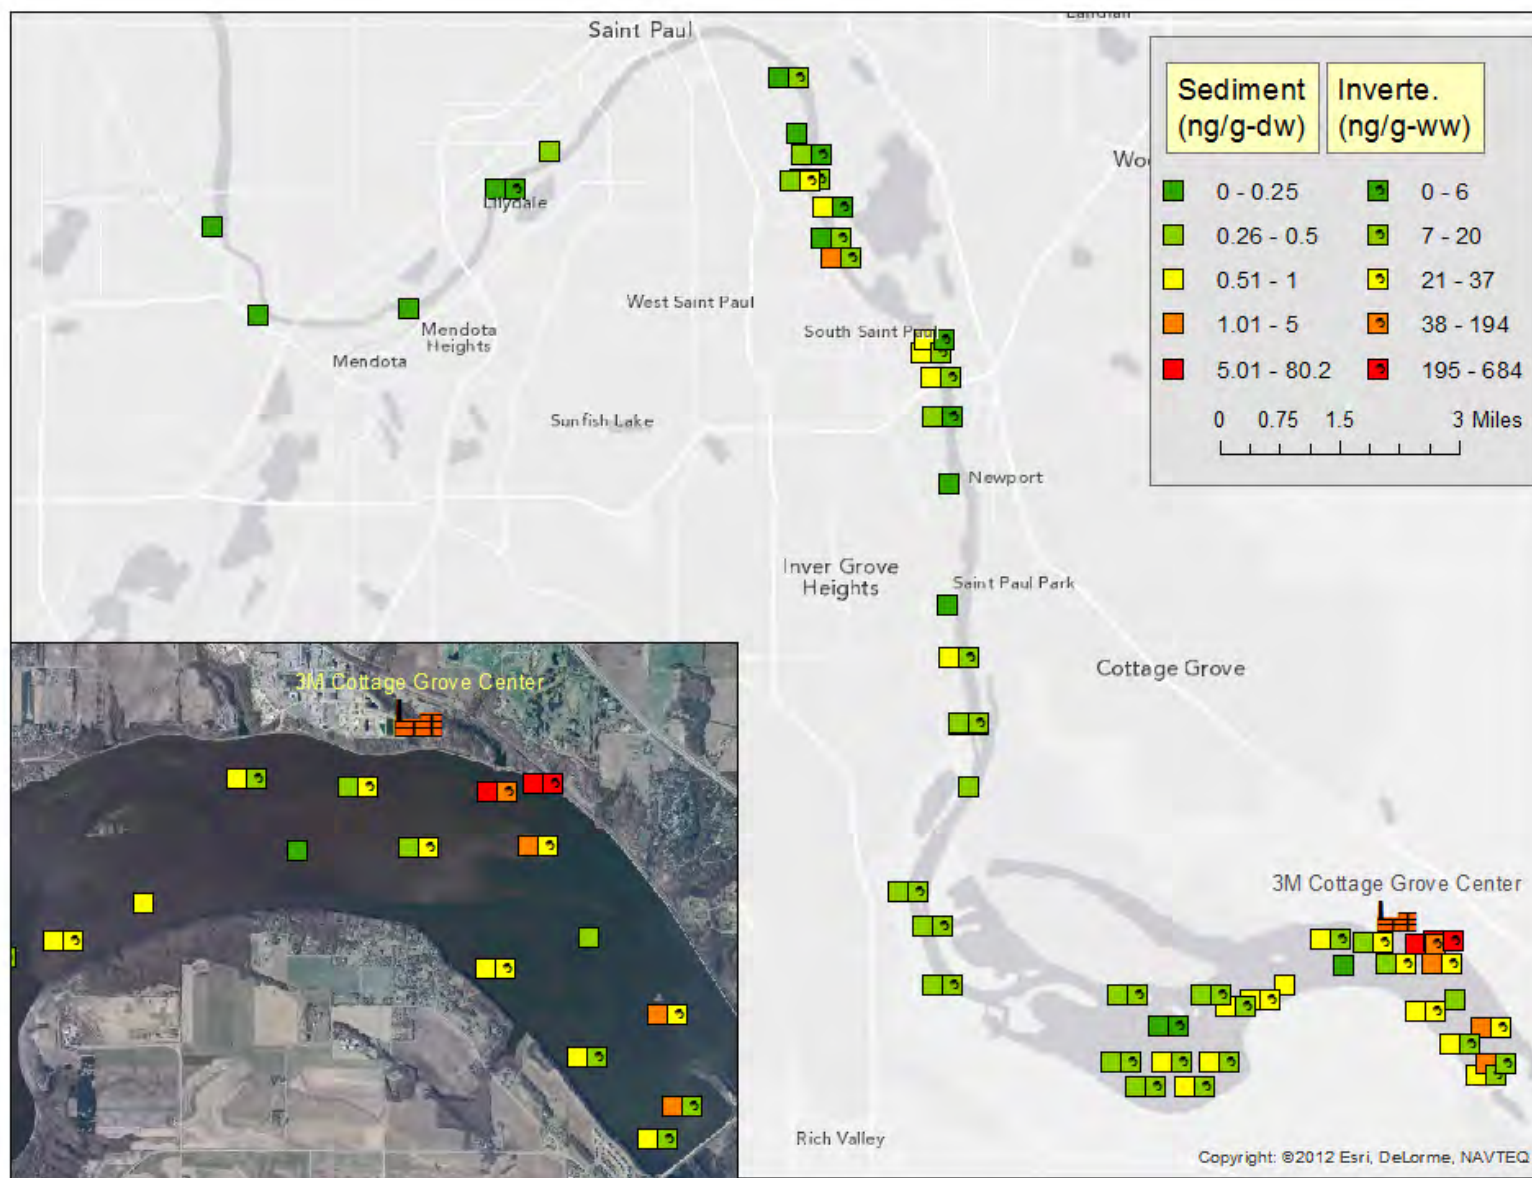 Saint Paul
Sediment
(ng/g-dw)
Inverte.
(ng/g-ww)
0 - 0.25
0 - 6
0.26 - 0.5
7 - 20
0.51 - 1
21 - 37
1.01 - 5
38 - 194
5.01 - 80.2
195 - 684
0 0.75 1.5 3 Miles
Lilydale
West Saint Paul
South Saint Paul
Mendota
Heights
Mendota
Sunfish Lake
Newport
Inver Grove
Heights
Saint Paul Park
Cottage Grove
3M Cottage Grove Center
3M Cottage Grove Center
Rich Valley
Copyright: ©2012 Esri, DeLorme, NAVTEQ